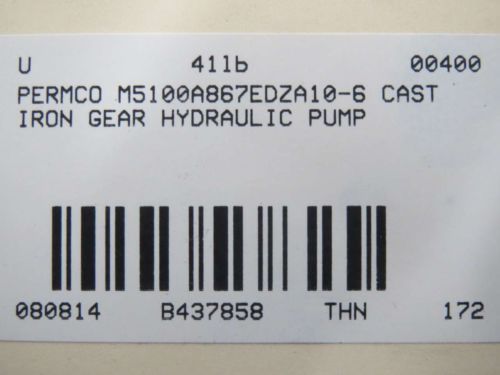 U 41lb 00400
PERMCO M5100A867EDZA10-6 CAST
IRON GEAR HYDRAULIC PUMP
080814 B437858 THN 172